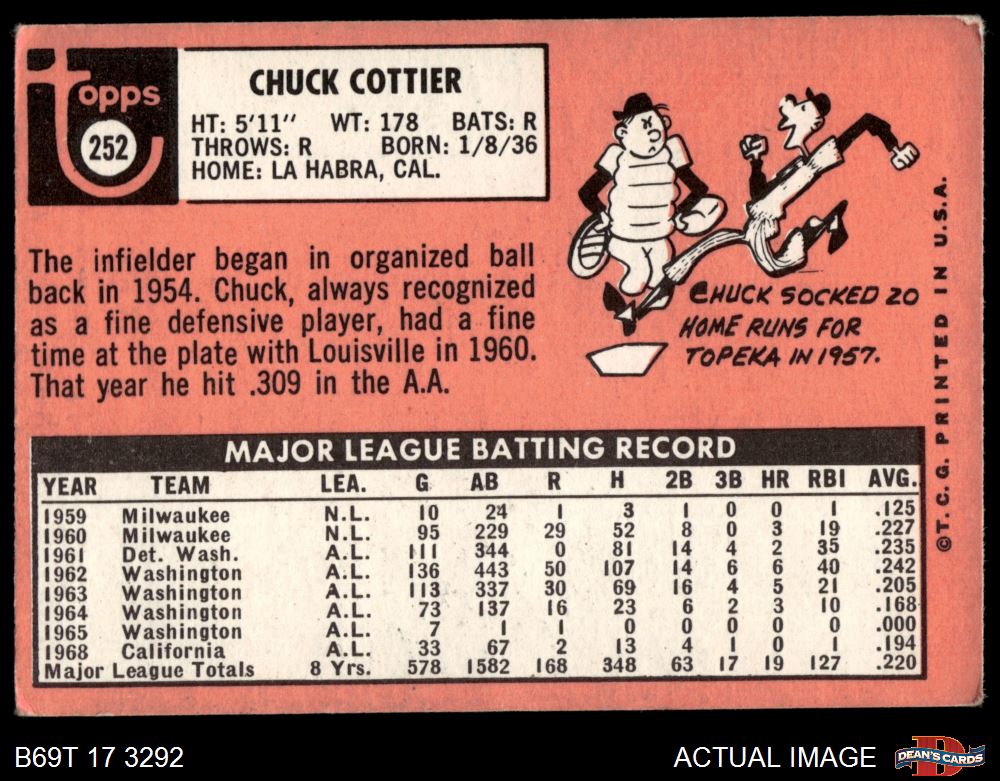 topps
252
CHUCK COTTIER
HT: 5'11" WT: 178 BATS: R
THROWS: R BORN: 1/8/36
HOME: LA HABRA, CAL.
The infielder began in organized ball
back in 1954. Chuck, always recognized
as a fine defensive player, had a fine
time at the plate with Louisville in 1960.
That year he hit .309 in the A.A.
CHUCK SOCKED 20
HOME RUNS FOR
TOPEKA IN 1957.
©T. C. G. PRINTED IN U.S.A.
MAJOR LEAGUE BATTING RECORD
YEAR TEAM LEA. G AB R H 2B 3B HR RBI AVG.
1959 Milwaukee N.L. 10 24 1 3 1 0 0 1 .125
1960 Milwaukee N.L. 95 229 29 52 8 0 3 19 .227
1961 Det. Wash. A.L. 111 344 0 81 14 4 2 35 .235
1962 Washington A.L. 136 443 50 107 14 6 6 40 .242
1963 Washington A.L. 113 337 30 69 16 4 5 21 .205
1964 Washington A.L. 73 137 16 23 6 2 3 10 .168
1965 Washington A.L. 7 1 1 0 0 0 0 0 .000
1968 California A.L. 33 67 2 13 4 1 0 1 .194
Major League Totals 8 Yrs. 578 1582 168 348 63 17 19 127 .220
B69T 17 3292
ACTUAL IMAGE
D
DEAN'S CARDS